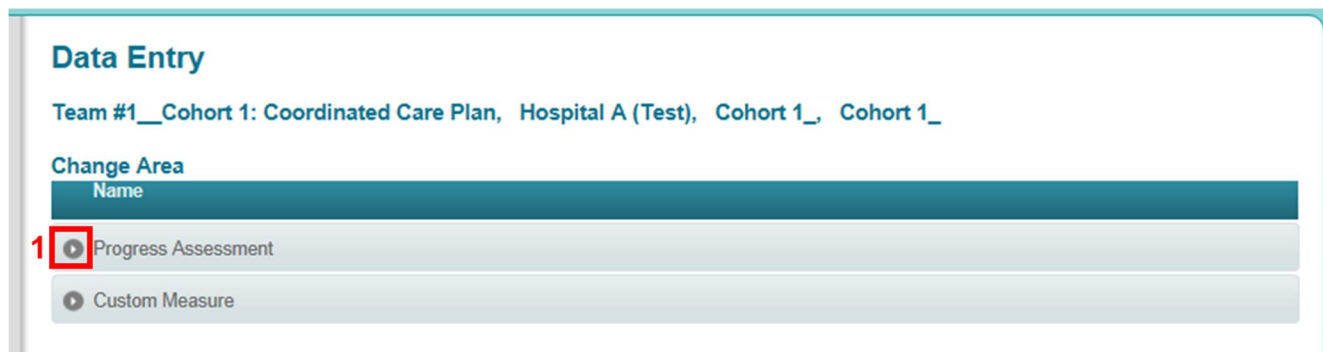 Data Entry
Team #1__Cohort 1: Coordinated Care Plan, Hospital A (Test), Cohort 1_, Cohort 1_
Change Area
Name
1 Progress Assessment
Custom Measure